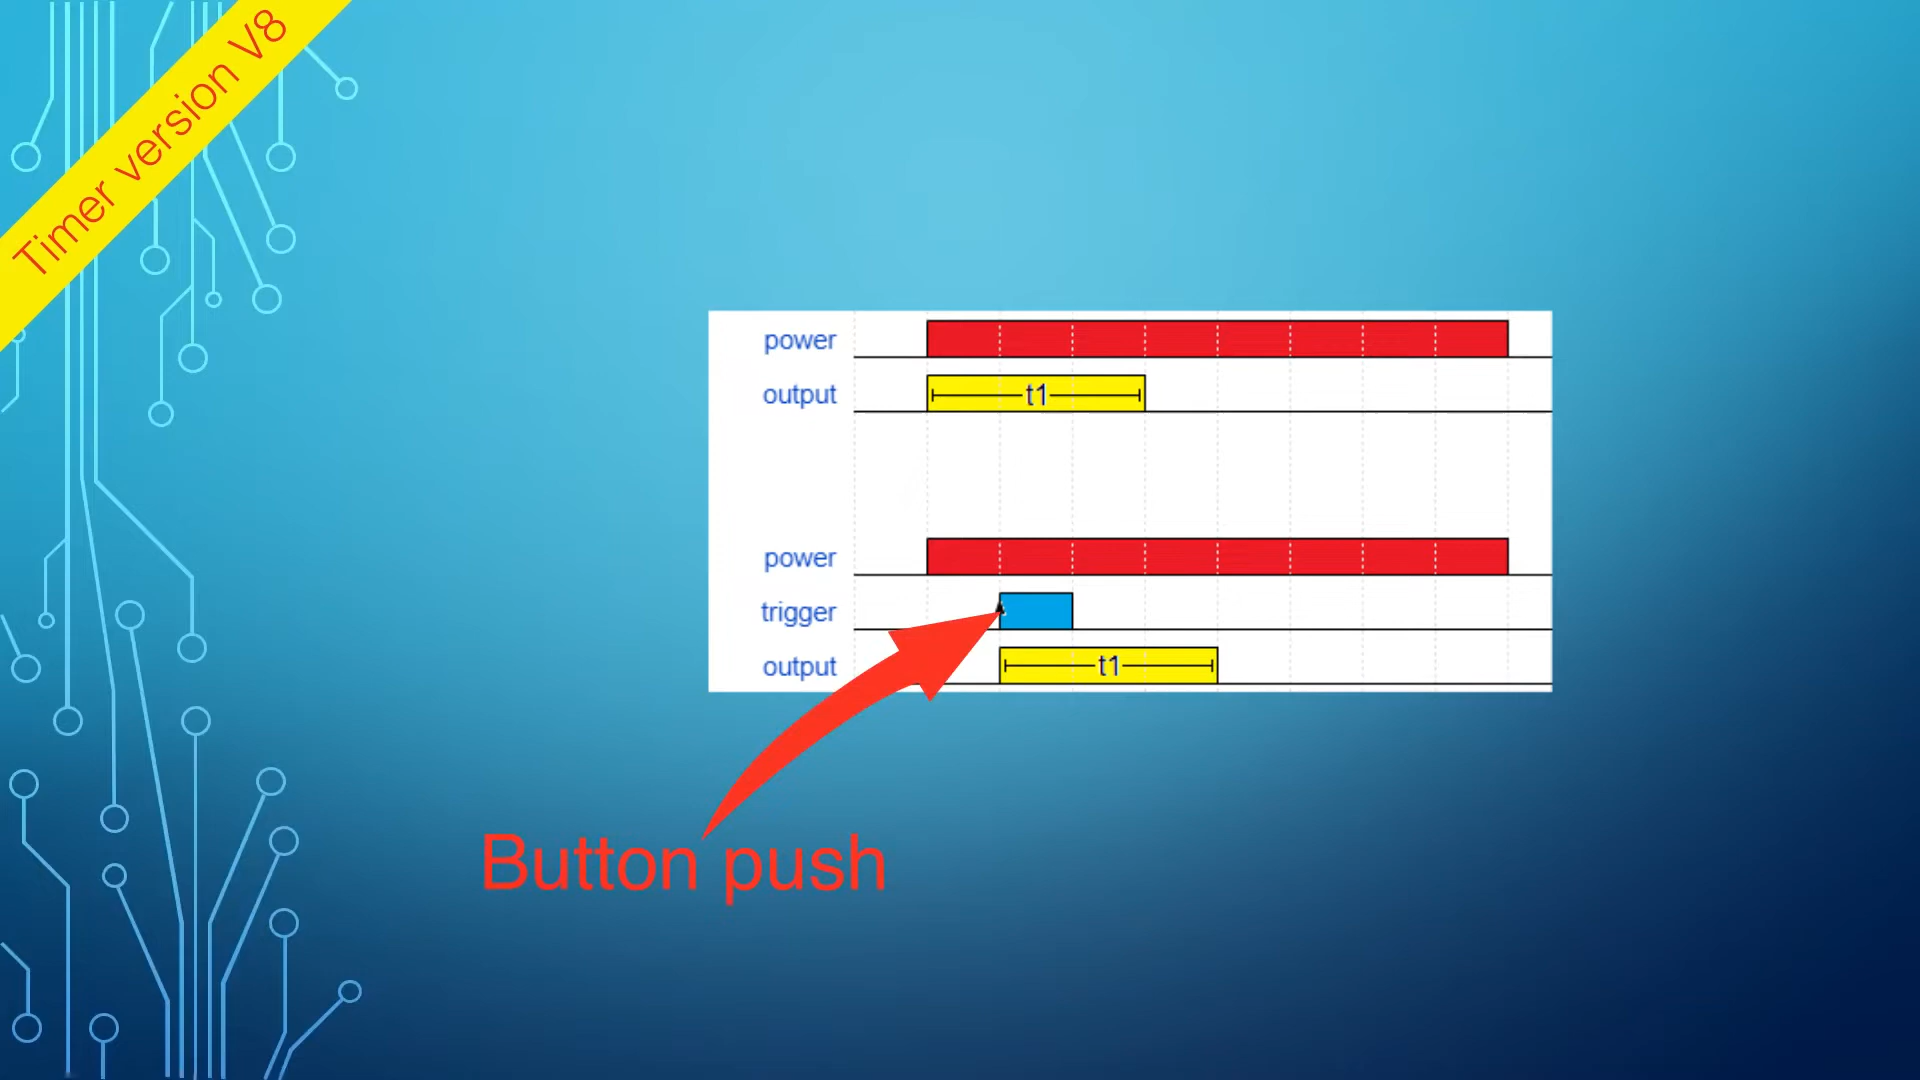 Timer version V8
power
output
t1
power
trigger
output
t1
Button push